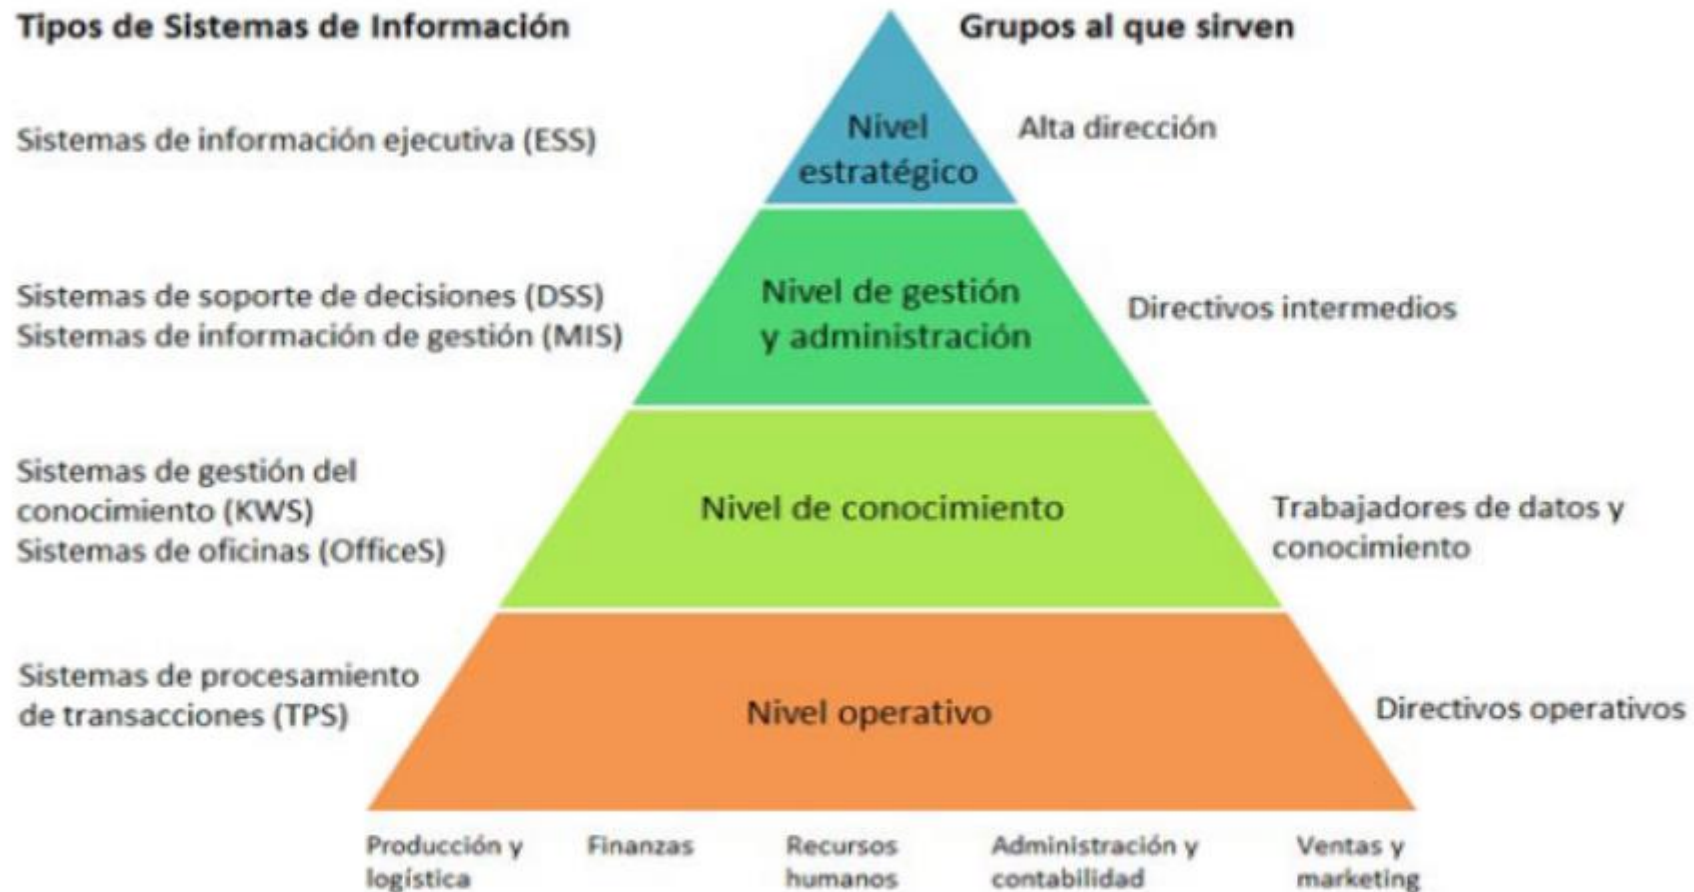 Tipos de Sistemas de Información
Grupos al que sirven
Sistemas de información ejecutiva (ESS)
Nivel
estratégico
Alta dirección
Sistemas de soporte de decisiones (DSS)
Sistemas de información de gestión (MIS)
Nivel de gestión
y administración
Directivos intermedios
Sistemas de gestión del
conocimiento (KWS)
Sistemas de oficinas (OfficeS)
Nivel de conocimiento
Trabajadores de datos y
conocimiento
Sistemas de procesamiento
de transacciones (TPS)
Nivel operativo
Directivos operativos
Producción y
logística
Finanzas
Recursos
humanos
Administración y
contabilidad
Ventas y
marketing